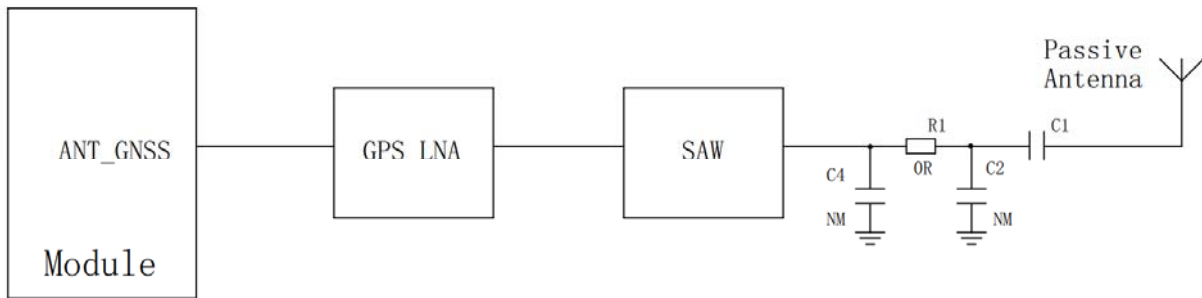 Passive
Antenna
R1
C1
ANT_GNSS
GPS LNA
SAW
C4
0R
C2
NM
NM
Module